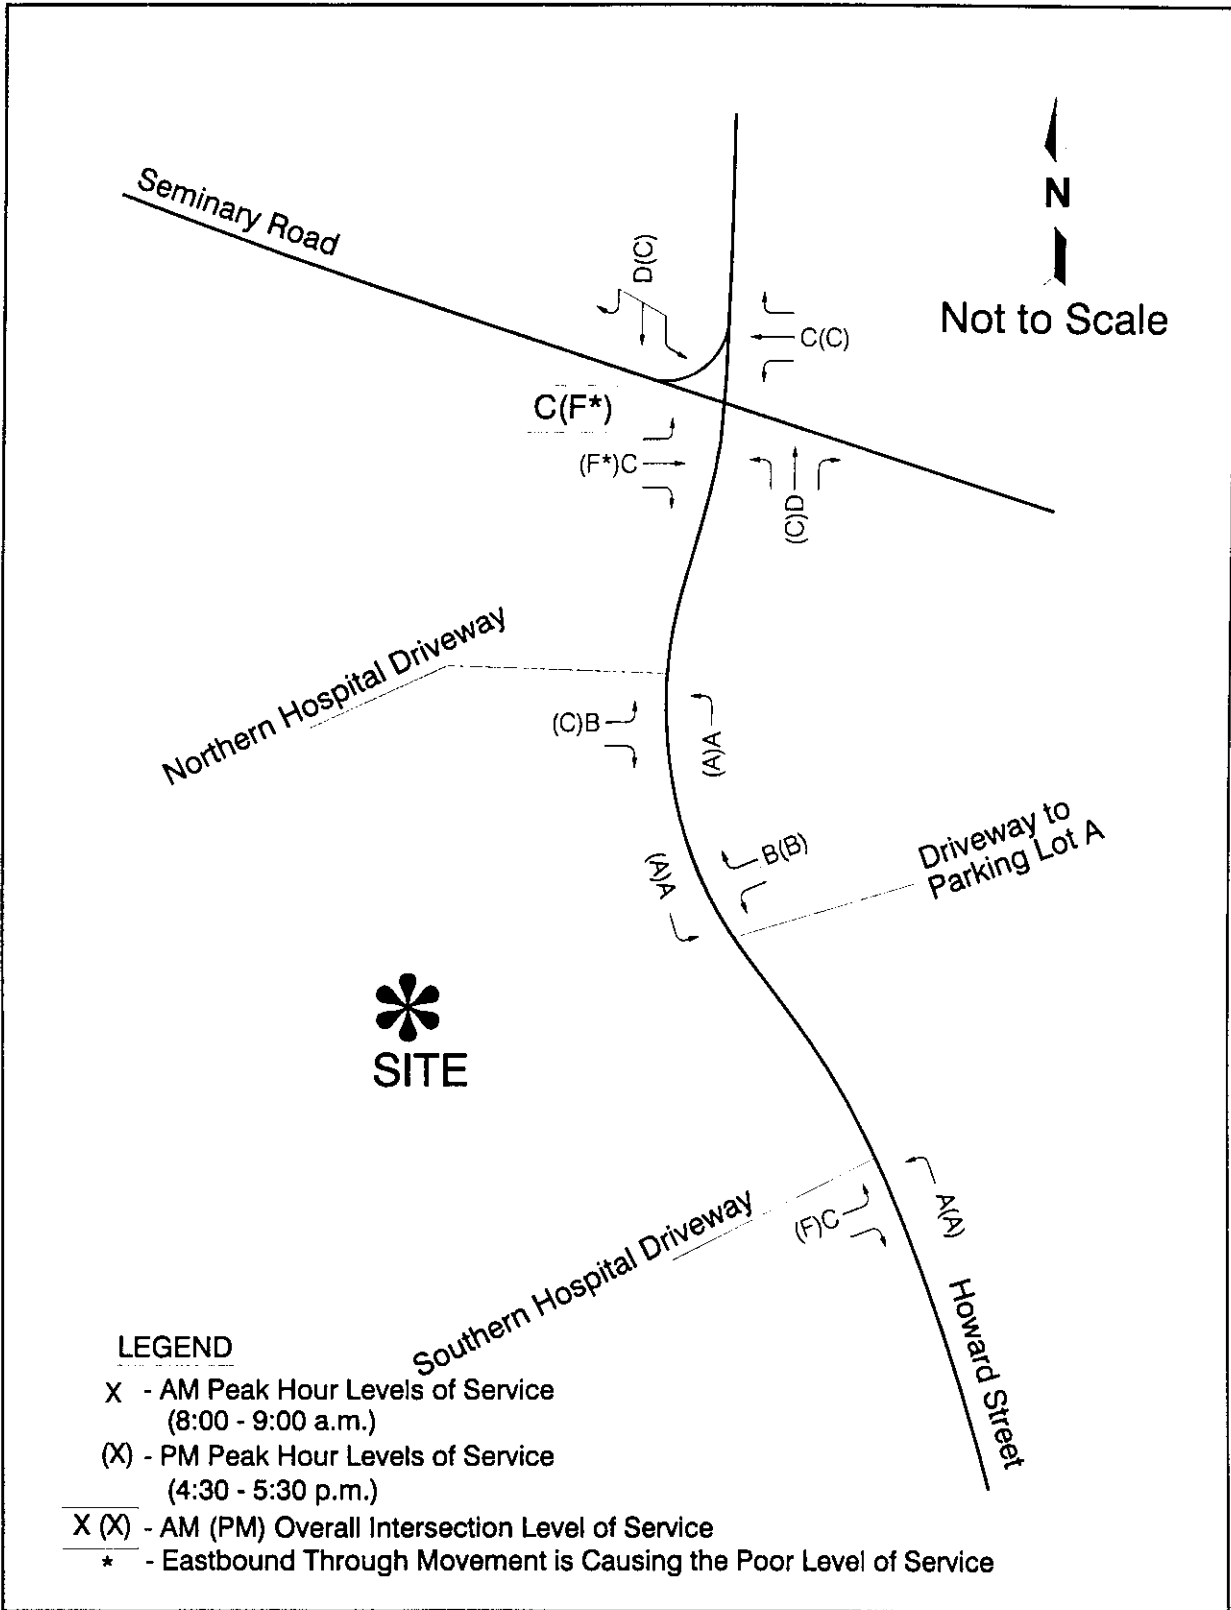 Seminary Road
D(C)
N
Not to Scale
C(C)
C(F*)
(F*)C
(C)D
Northern Hospital Driveway
(C)B
(A)A
B(B)
(A)A
Driveway to
Parking Lot A
SITE
Southern Hospital Driveway
(F)C
A(A)
Howard Street
LEGEND
X - AM Peak Hour Levels of Service
(8:00 - 9:00 a.m.)
(X) - PM Peak Hour Levels of Service
(4:30 - 5:30 p.m.)
X (X) - AM (PM) Overall Intersection Level of Service
* - Eastbound Through Movement is Causing the Poor Level of Service